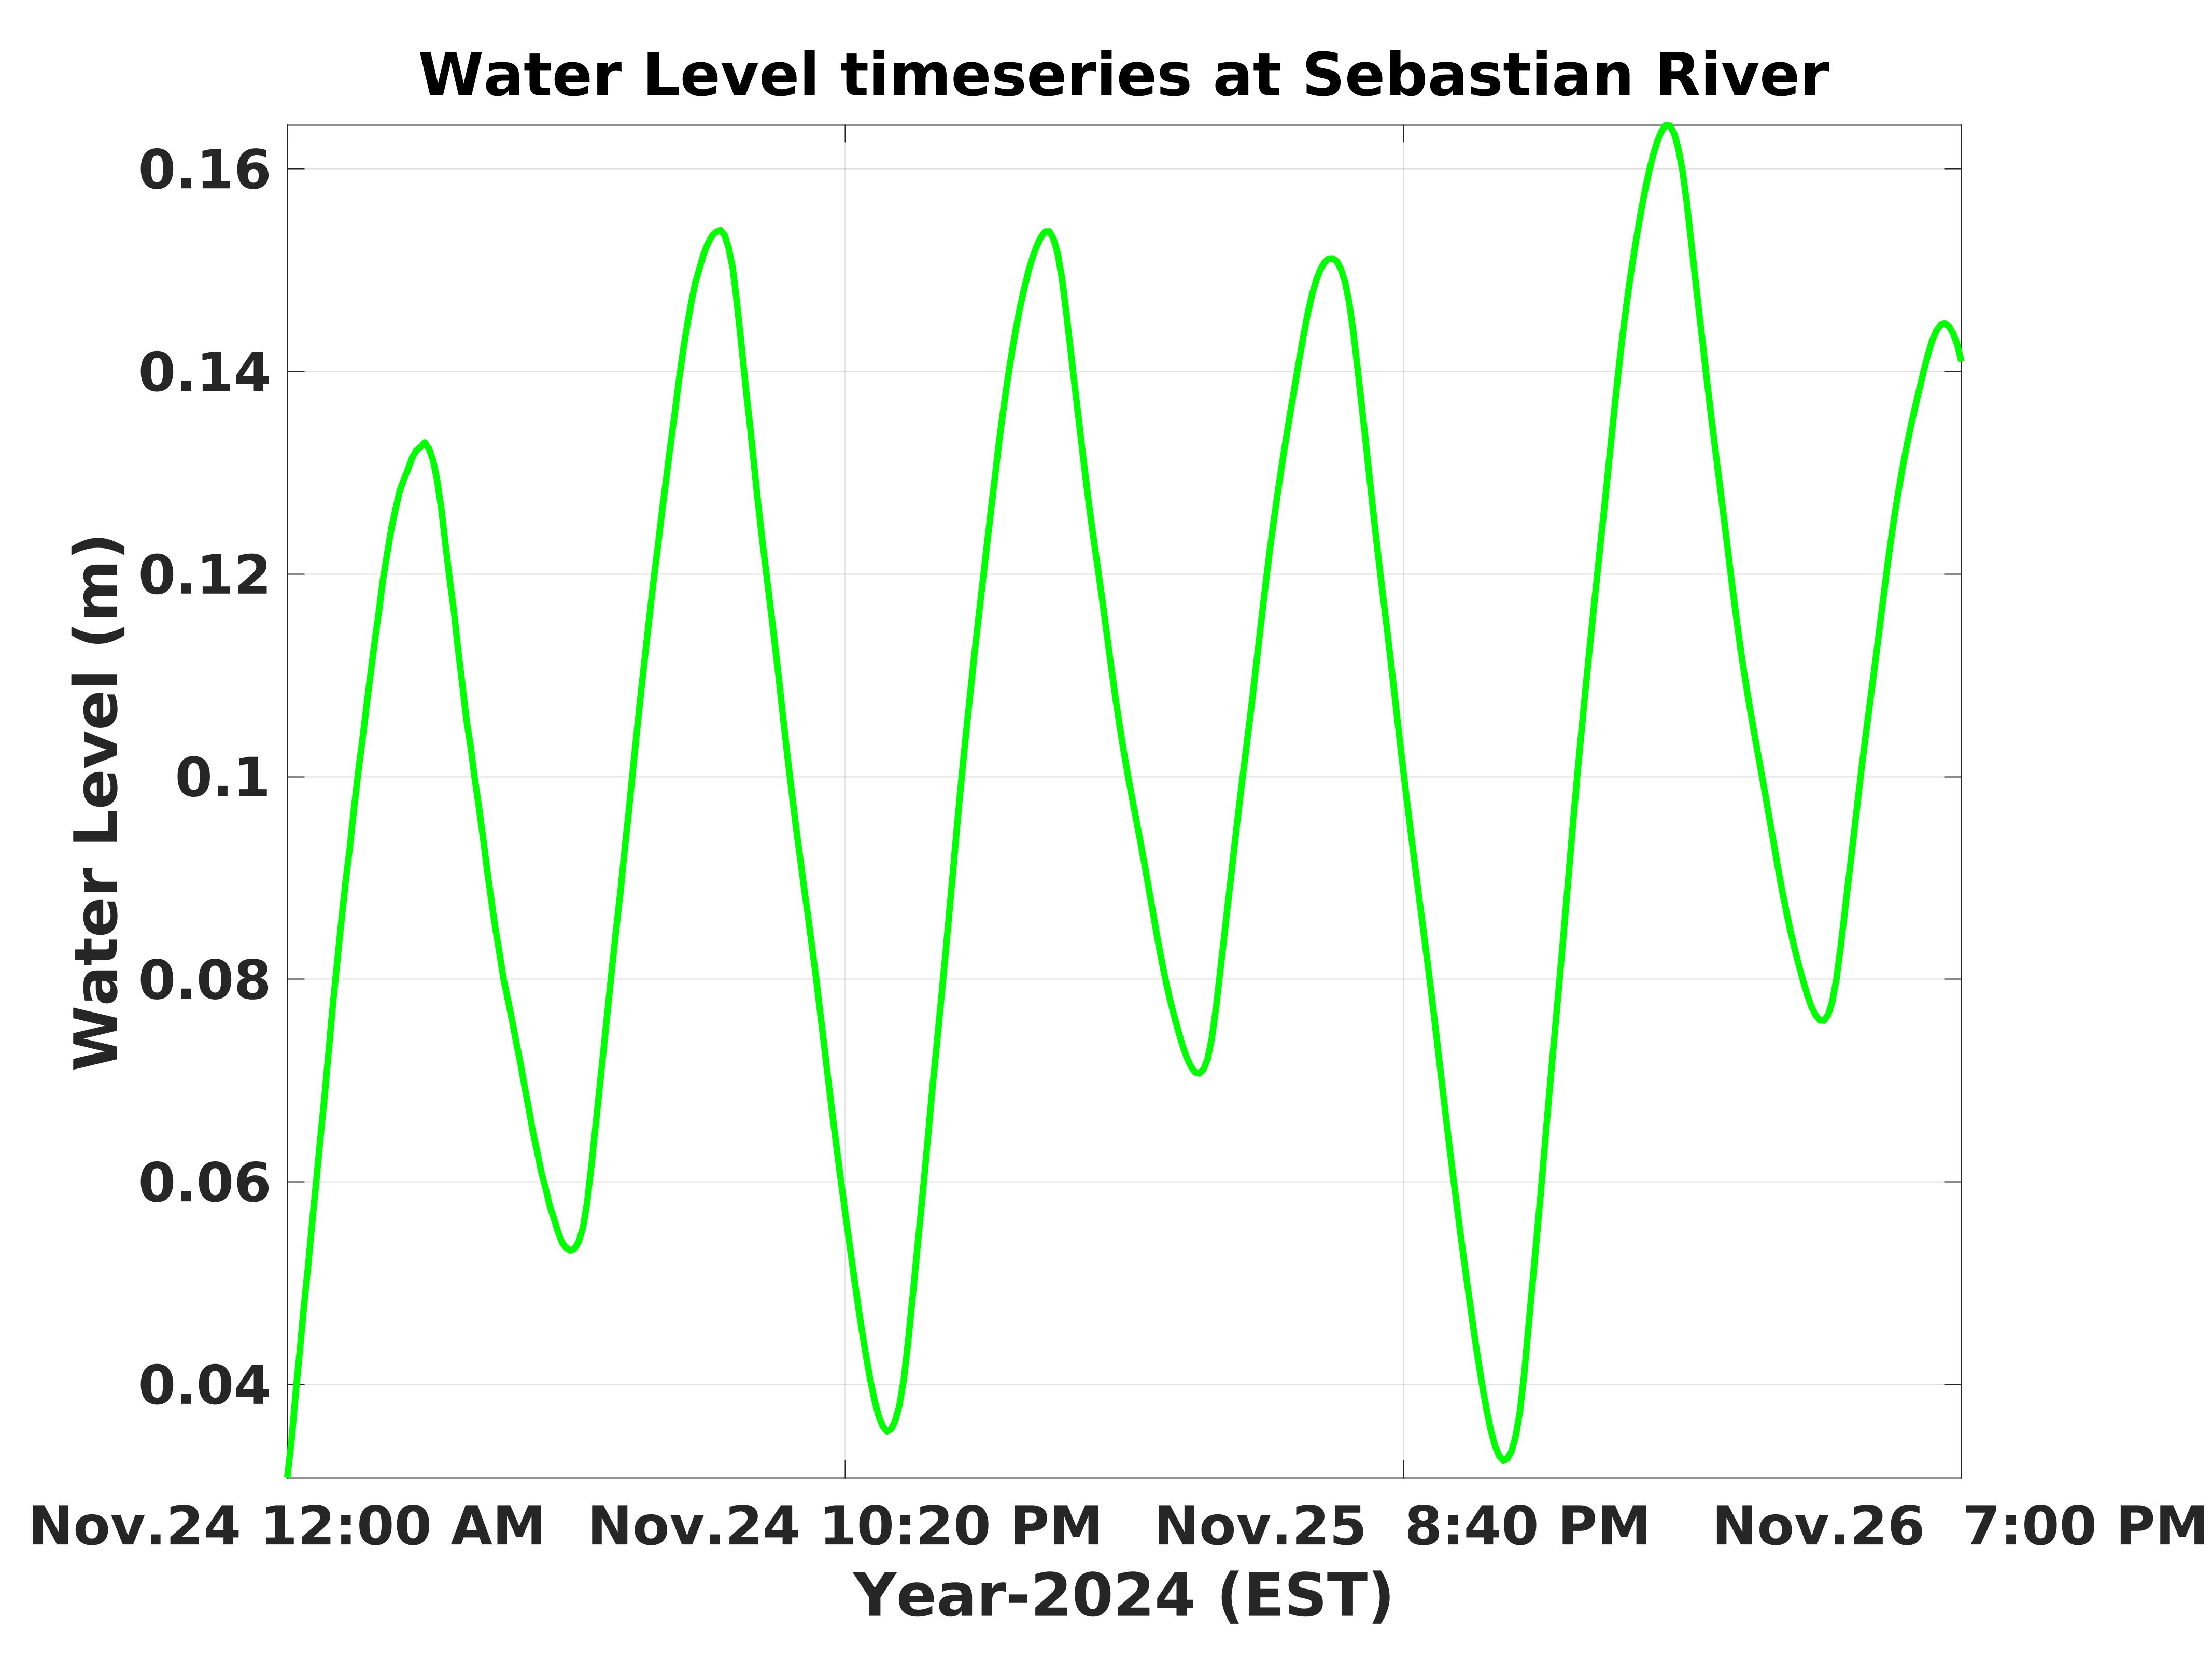 Water Level timeseries at Sebastian River
Water Level (m)
0.16
0.14
0.12
0.1
0.08
0.06
0.04
Nov.24 12:00 AM Nov.24 10:20 PM Nov.25 8:40 PM Nov.26 7:00 PM
Year-2024 (EST)